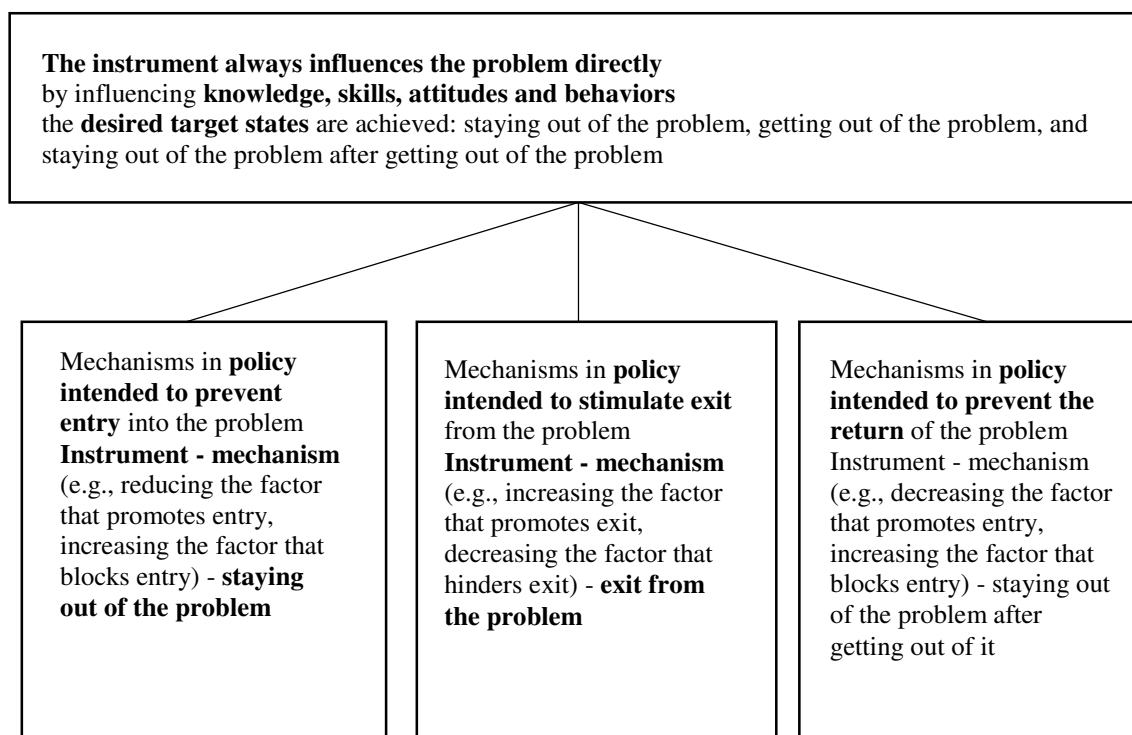 The instrument always influences the problem directly
by influencing knowledge, skills, attitudes and behaviors
the desired target states are achieved: staying out of the problem, getting out of the problem, and
staying out of the problem after getting out of the problem
Mechanisms in policy
intended to prevent
entry into the problem
Instrument - mechanism
(e.g., reducing the factor
that promotes entry,
increasing the factor that
blocks entry) - staying
out of the problem
Mechanisms in policy
intended to stimulate exit
from the problem
Instrument - mechanism
(e.g., increasing the factor
that promotes exit,
decreasing the factor that
hinders exit) - exit from
the problem
Mechanisms in policy
intended to prevent the
return of the problem
Instrument - mechanism
(e.g., decreasing the factor
that promotes entry,
increasing the factor that
blocks entry) - staying out
of the problem after
getting out of it